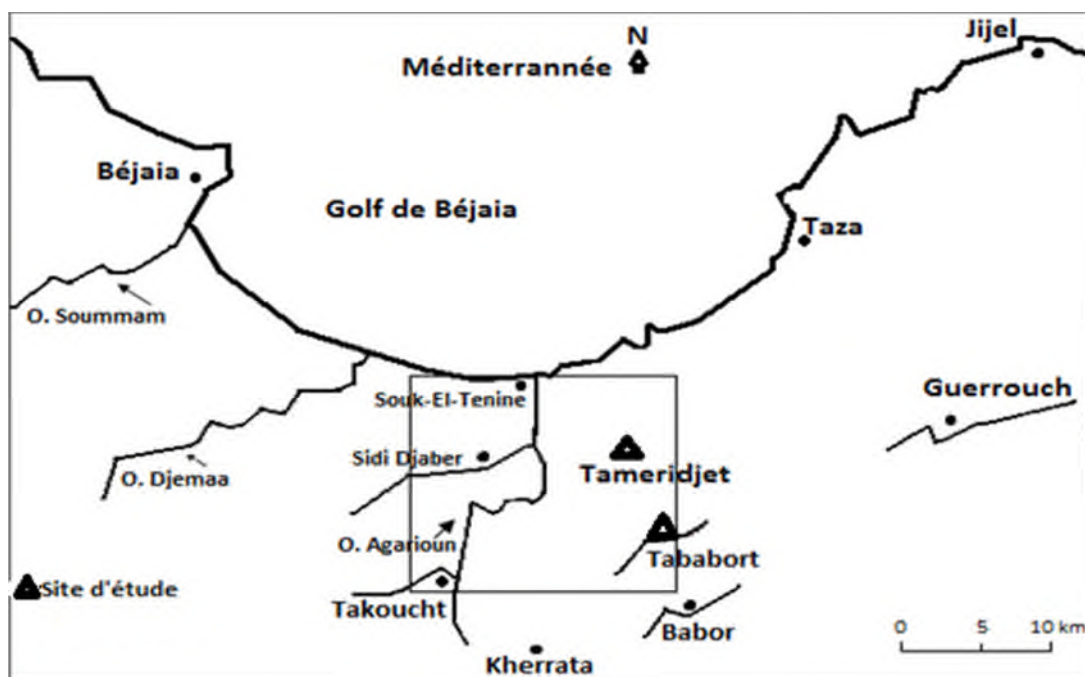 Jijel
N
Méditerrannée
Béjaia
Golf de Béjaia
Taza
O. Soummam
Guerrouch
Souk-El-Tenine
Sidi Djaber
Tameridjet
O. Djemaa
O. Agarioun
Tababort
Site d'étude
Takoucht
Babor
0 5 10 km
Kherrata